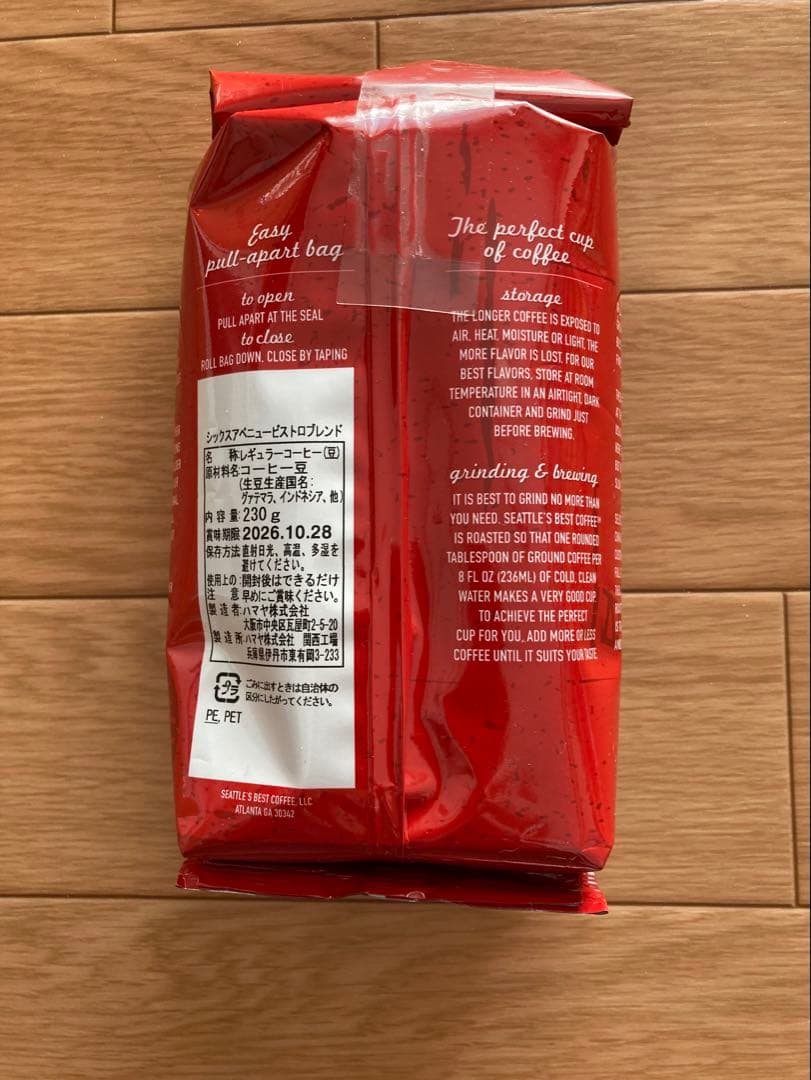 Easy
pull-apart bag
to open
PULL APART AT THE SEAL
to close
ROLL BAG DOWN, CLOSE BY TAPING
シックスアベニュービストロブレンド
名 称:レギュラーコーヒー(豆)
原材料名:コーヒー豆
(生豆生産国名:
グァテマラ、インドネシア、他)
内 容 量:230g
賞味期限 2026.10.28
保存方法:直射日光、高温、多湿を
避けてください。
使用上の:開封後はできるだけ
注 意 早めにご賞味ください。
製 造 者:ハマヤ株式会社
大阪市中央区瓦屋町2-5-20
製 造 所:ハマヤ株式会社 関西工場
兵庫県伊丹市東有岡3-233
プラ
ごみに出すときは自治体の
区分にしたがってください。
PE, PET
SEATTLE'S BEST COFFEE, LLC
ATLANTA GA 30342
The perfect cup
of coffee
storage
THE LONGER COFFEE IS EXPOSED TO
AIR, HEAT, MOISTURE OR LIGHT, THE
MORE FLAVOR IS LOST. FOR OUR
BEST FLAVORS, STORE AT ROOM
TEMPERATURE IN AN AIRTIGHT, DARK
CONTAINER AND GRIND JUST
BEFORE BREWING.
grinding & brewing
IT IS BEST TO GRIND NO MORE THAN
YOU NEED. SEATTLE'S BEST COFFEE™
IS ROASTED SO THAT ONE ROUNDED
TABLESPOON OF GROUND COFFEE PER
8 FL OZ (236ML) OF COLD, CLEAN
WATER MAKES A VERY GOOD CUP.
TO ACHIEVE THE PERFECT
CUP FOR YOU, ADD MORE OR LESS
COFFEE UNTIL IT SUITS YOUR TASTE.